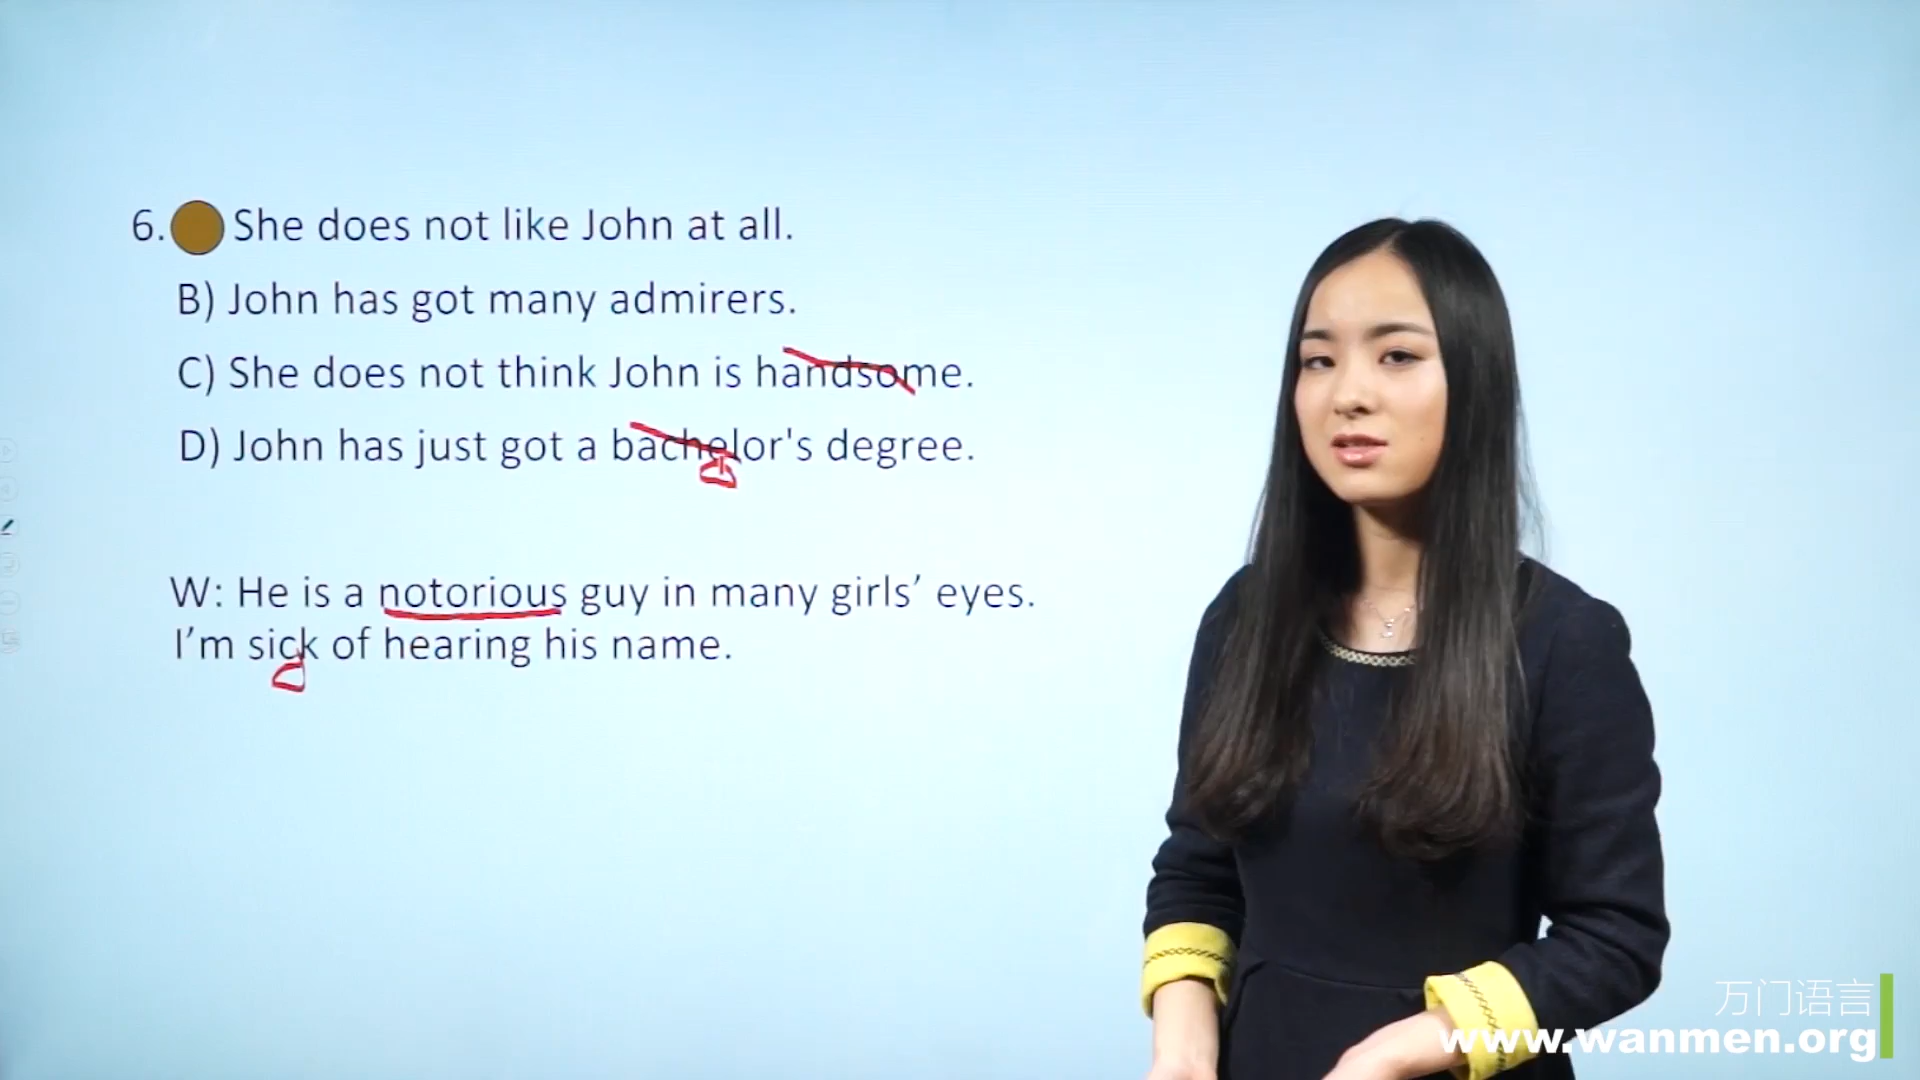 6. She does not like John at all.
B) John has got many admirers.
C) She does not think John is handsome.
D) John has just got a bachelor's degree.
W: He is a notorious guy in many girls’ eyes.
I’m sick of hearing his name.
万门语言
www.wanmen.org